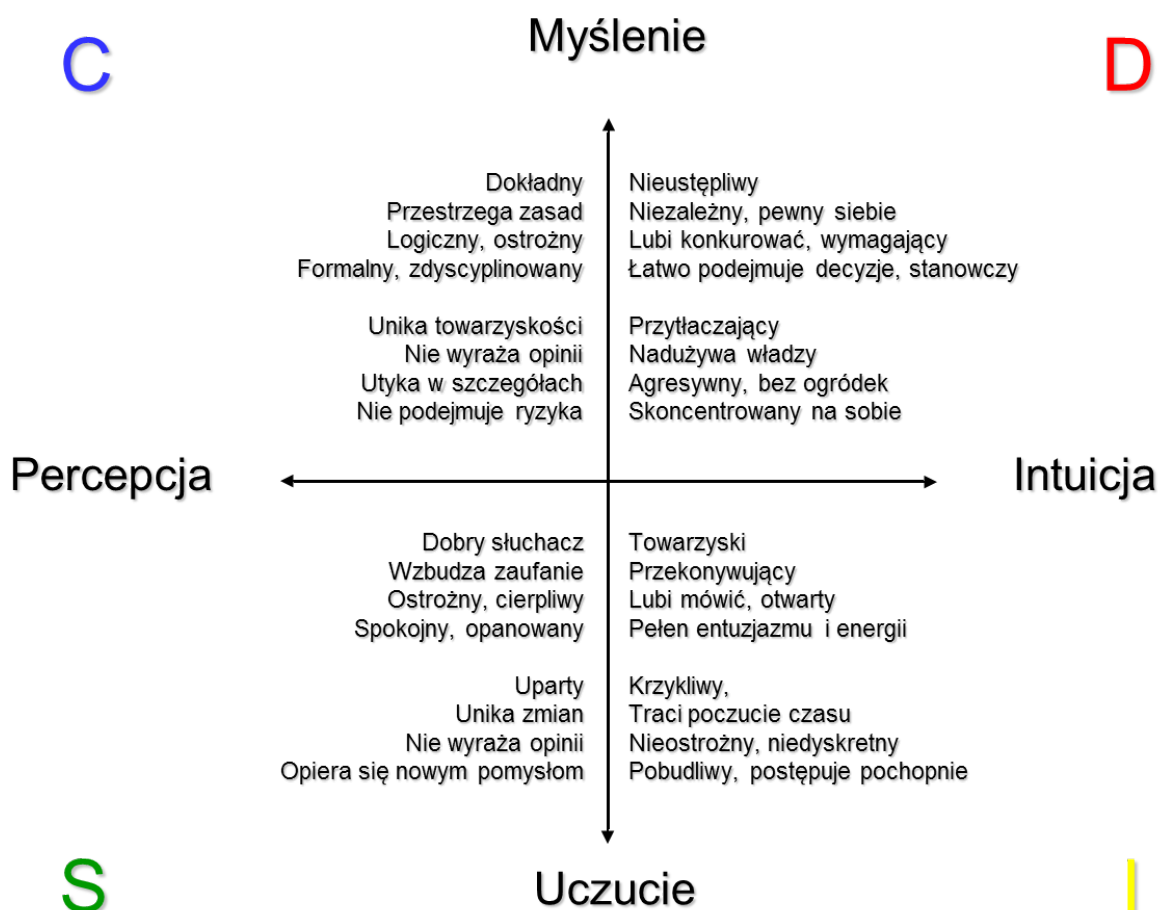 Myślenie
C
D
Dokładny
Przestrzega zasad
Logiczny, ostrożny
Formalny, zdyscyplinowany
Unika towarzyskości
Nie wyraża opinii
Utyka w szczegółach
Nie podejmuje ryzyka
Nieustępliwy
Niezależny, pewny siebie
Lubi konkurować, wymagający
Łatwo podejmuje decyzje, stanowczy
Przytłaczający
Nadużywa władzy
Agresywny, bez ogródek
Skoncentrowany na sobie
Percepcja
Intuicja
Dobry słuchacz
Wzbudza zaufanie
Ostrożny, cierpliwy
Spokojny, opanowany
Uparty
Unika zmian
Nie wyraża opinii
Opiera się nowym pomysłom
Towarzyski
Przekonywujący
Lubi mówić, otwarty
Pełen entuzjazmu i energii
Krzykliwy,
Traci poczucie czasu
Nieostrożny, niedyskretny
Pobudliwy, postępuje pochopnie
S
Uczucie
I